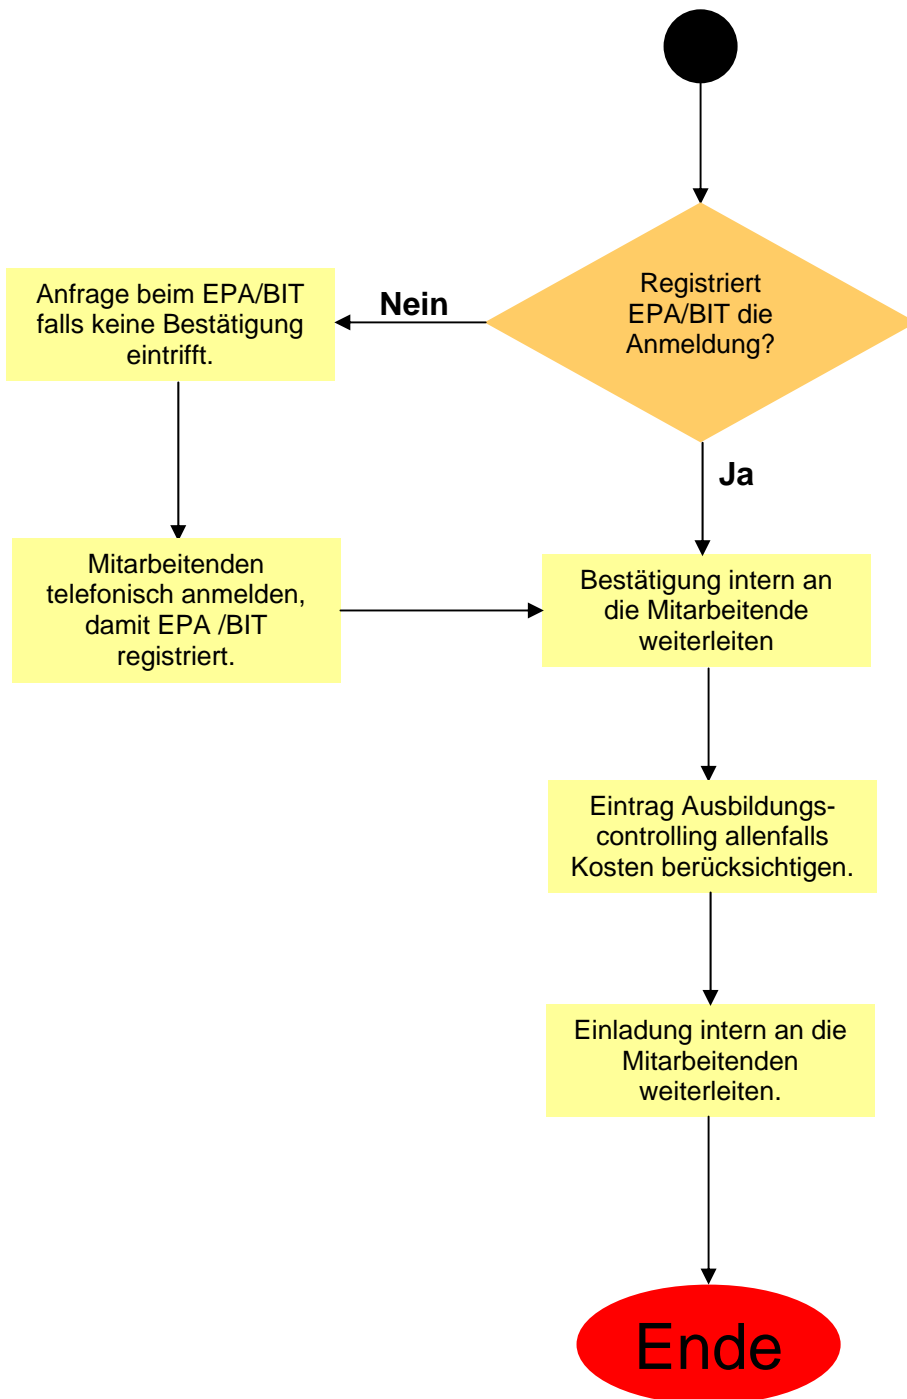 Registriert
EPA/BIT die
Anmeldung?
Nein
Anfrage beim EPA/BIT
falls keine Bestätigung
eintrifft.
Ja
Mitarbeitenden
telefonisch anmelden,
damit EPA /BIT
registriert.
Bestätigung intern an
die Mitarbeitende
weiterleiten
Eintrag Ausbildungs-
controlling allenfalls
Kosten berücksichtigen.
Einladung intern an die
Mitarbeitenden
weiterleiten.
Ende